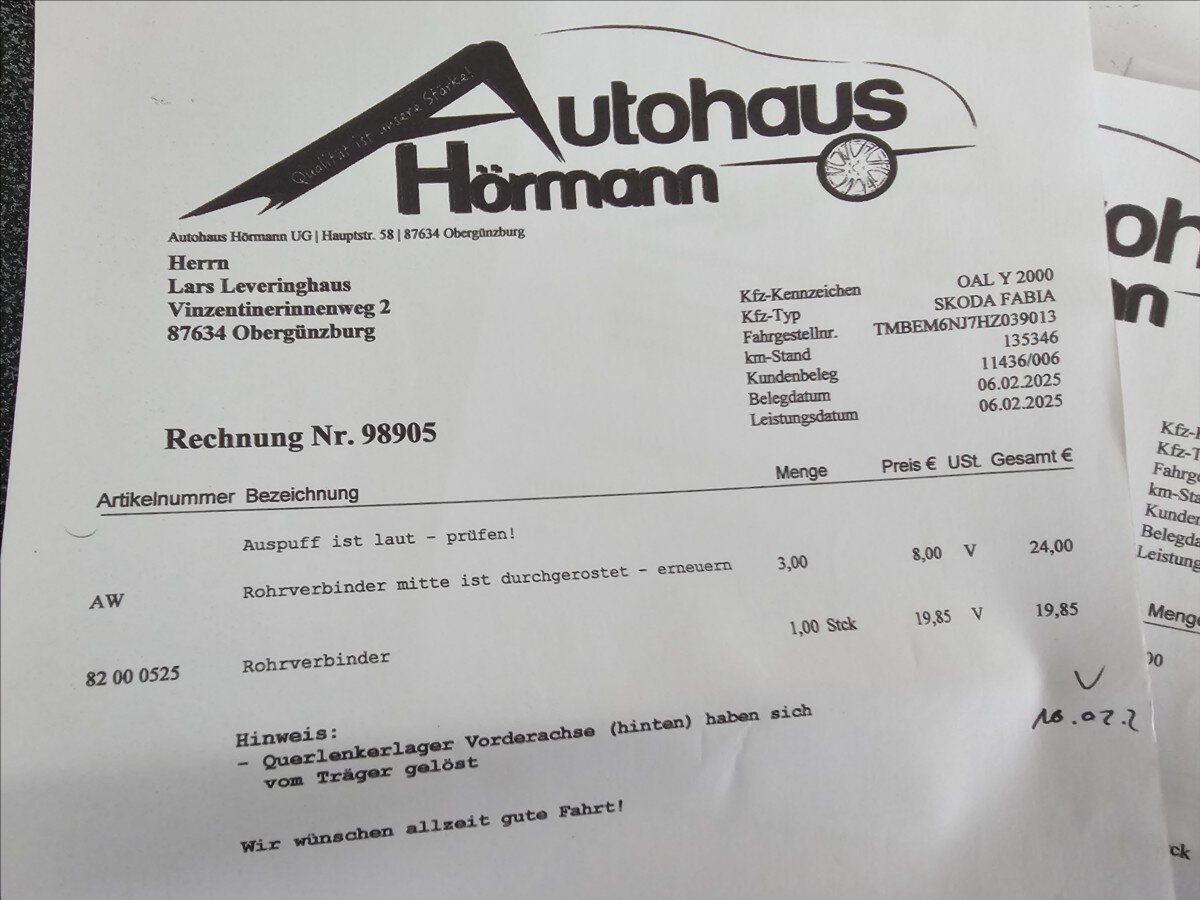 Qualität ist unsere Stärke!
Autohaus
Hörmann
Autohaus Hörmann UG | Hauptstr. 58 | 87634 Obergünzburg
Herrn
Lars Leveringhaus
Vinzentinerinnenweg 2
87634 Obergünzburg
Kfz-Kennzeichen OAL Y 2000
Kfz-Typ SKODA FABIA
Fahrgestellnr. TMBEM6NJ7HZ039013
km-Stand 135346
Kundenbeleg 11436/006
Belegdatum 06.02.2025
Leistungsdatum 06.02.2025
Rechnung Nr. 98905
Artikelnummer Bezeichnung Menge Preis € USt. Gesamt €
Auspuff ist laut - prüfen!
AW Rohrverbinder mitte ist durchgerostet - erneuern 3,00 8,00 V 24,00
82 00 0525 Rohrverbinder 1,00 Stck 19,85 V 19,85
Hinweis:
- Querlenkerlager Vorderachse (hinten) haben sich
vom Träger gelöst
Wir wünschen allzeit gute Fahrt!